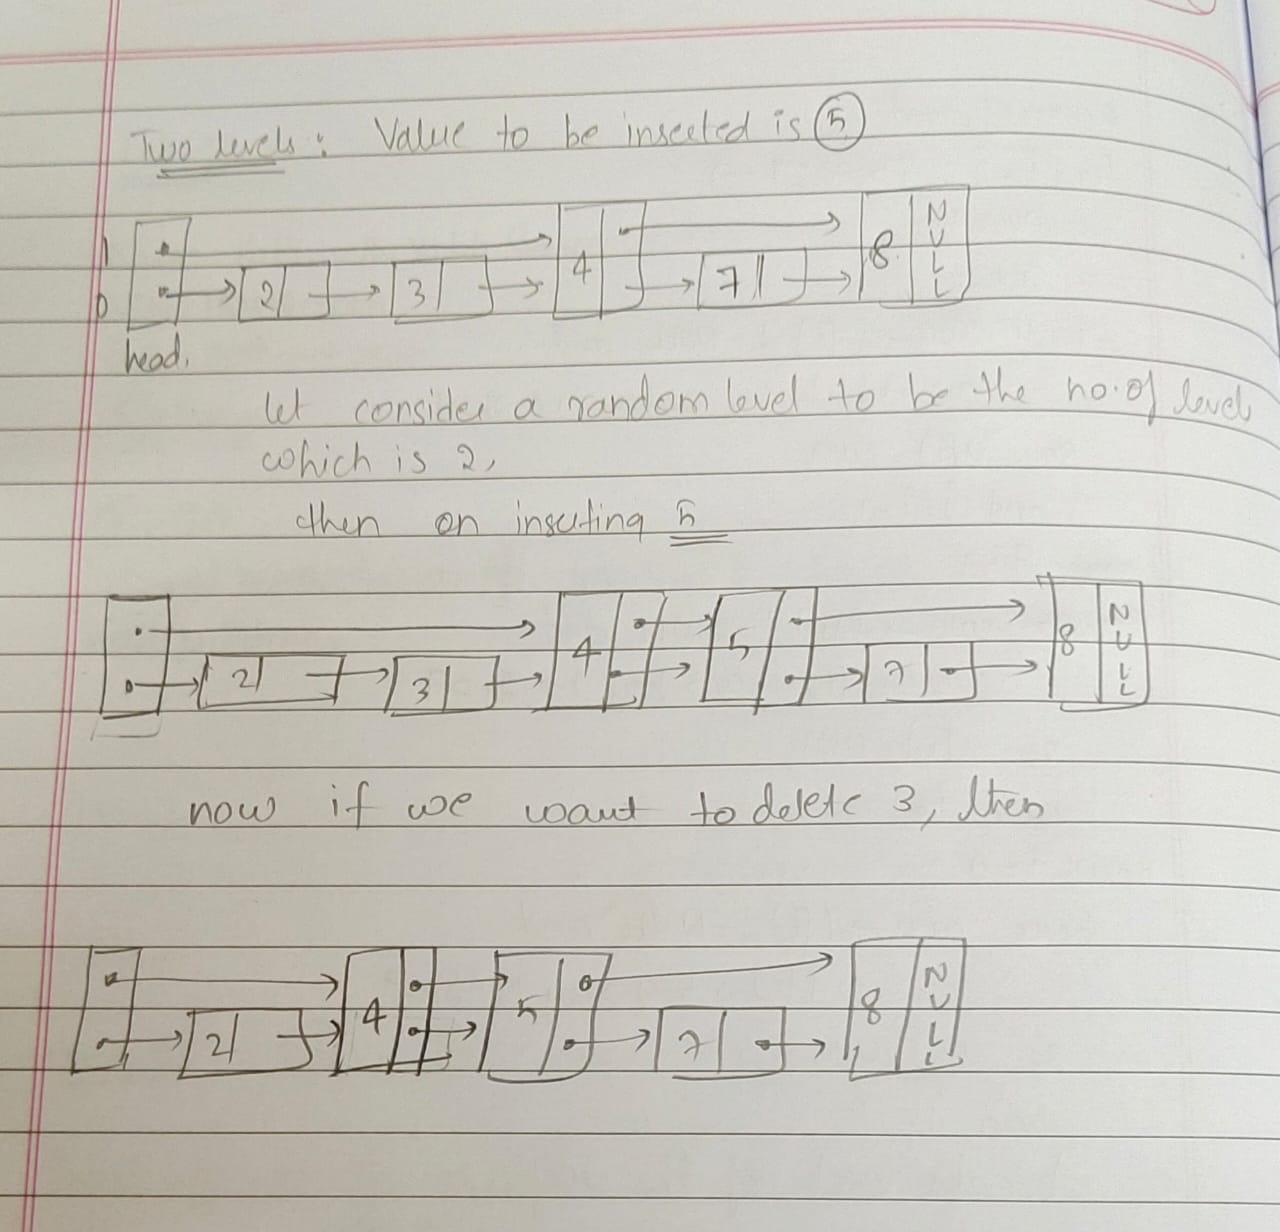 Two levels: Value to be inserted is 5
1
0
2 3 4 7 8 NULL
head.
let consider a random level to be the no. of level
which is 2,
then on inserting 5
2 3 4 5 7 8 NULL
now if we want to delete 3, then
2 4 5 7 8 NULL